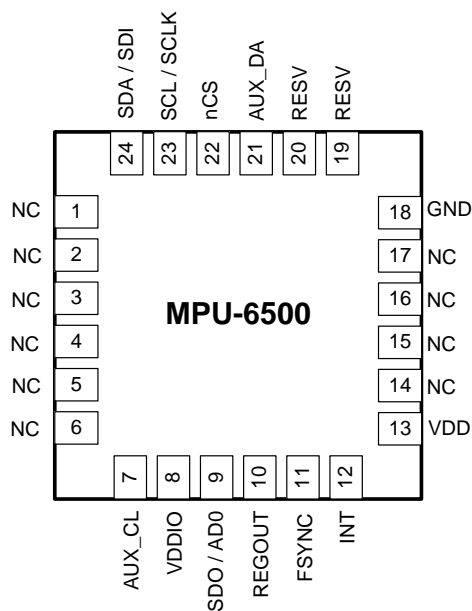 SDA / SDI
SCL / SCLK
nCS
AUX_DA
RESV
RESV
24
23
22
21
20
19
NC 1
NC 2
NC 3
NC 4
NC 5
NC 6
MPU-6500
18 GND
17 NC
16 NC
15 NC
14 NC
13 VDD
7
8
9
10
11
12
AUX_CL
VDDIO
SDO / AD0
REGOUT
FSYNC
INT